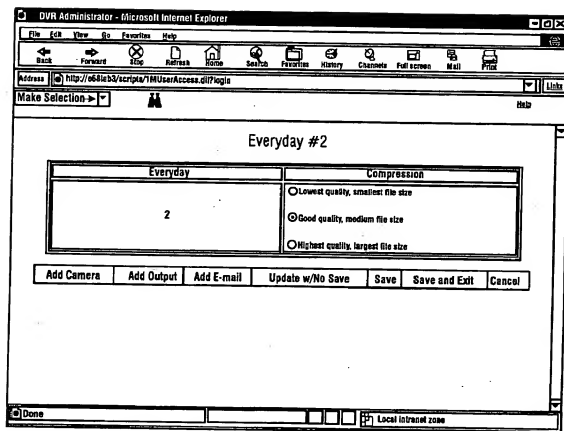 DVR Administrator - Microsoft Internet Explorer
File Edit View Go Favorites Help
Back Forward Stop Refresh Home Search Favorites History Channels Full screen Mail Print
Address http://e68lab3/scripts/1MUserAccess.dll?login Links
Make Selection Help
Everyday #2
Everyday Compression
Lowest quality, smallest file size
2 Good quality, medium file size
Highest quality, largest file size
Add Camera Add Output Add E-mail Update w/No Save Save Save and Exit Cancel
Done Local intranet zone